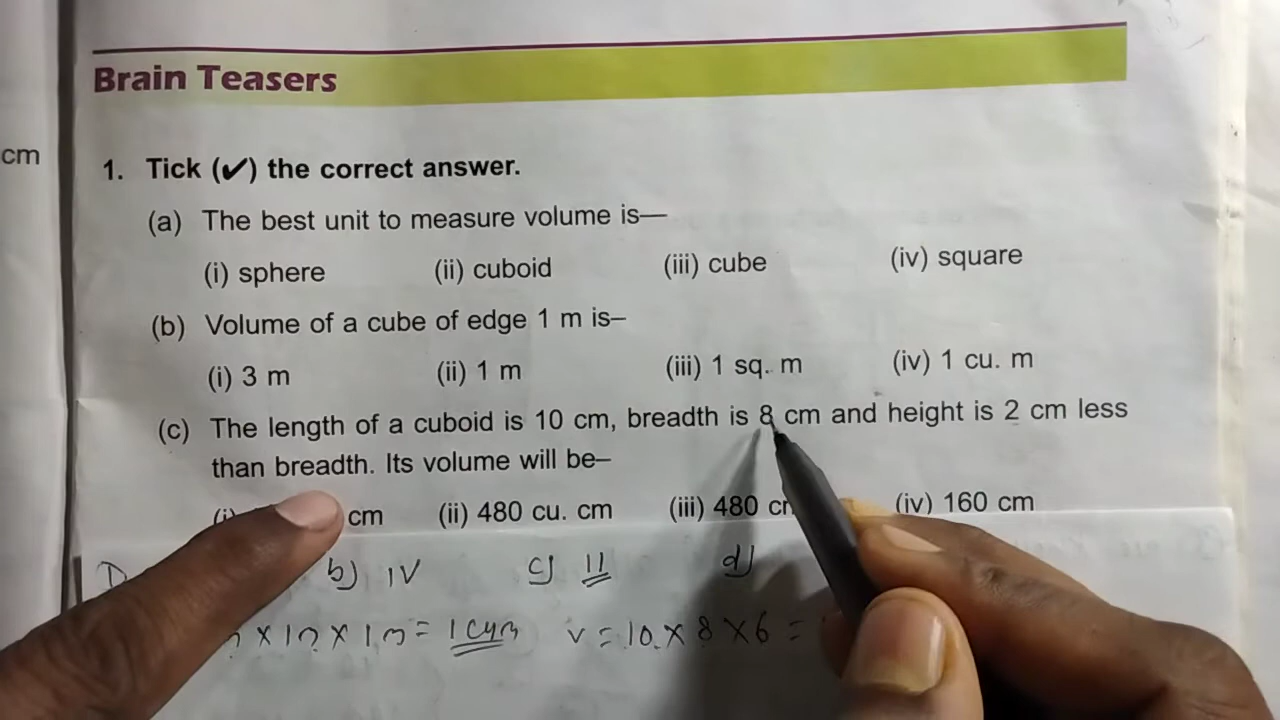 Brain Teasers
cm
1. Tick (✔) the correct answer.
(a) The best unit to measure volume is—
(i) sphere (ii) cuboid (iii) cube (iv) square
(b) Volume of a cube of edge 1 m is–
(i) 3 m (ii) 1 m (iii) 1 sq. m (iv) 1 cu. m
(c) The length of a cuboid is 10 cm, breadth is 8 cm and height is 2 cm less
than breadth. Its volume will be–
(i) cm (ii) 480 cu. cm (iii) 480 (iv) 160 cm
b) IV c) II d)
V = 10 × 8 × 6 =